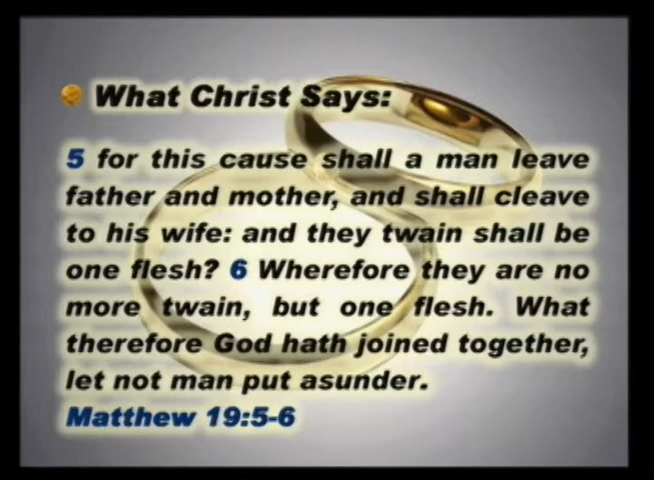 What Christ Says:
5 for this cause shall a man leave
father and mother, and shall cleave
to his wife: and they twain shall be
one flesh? 6 Wherefore they are no
more twain, but one flesh. What
therefore God hath joined together,
let not man put asunder.
Matthew 19:5-6